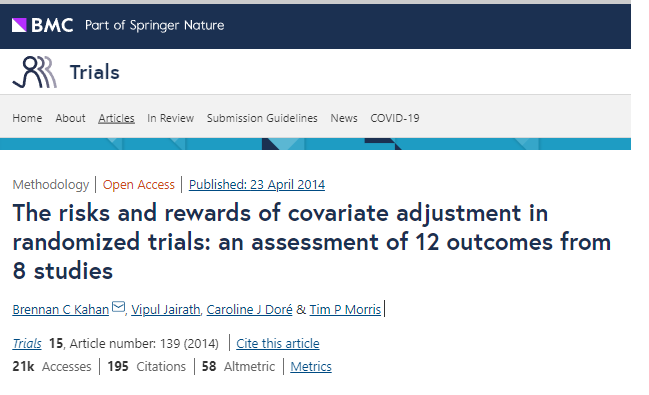 BMC Part of Springer Nature
Trials
Home About Articles In Review Submission Guidelines News COVID-19
Methodology | Open Access | Published: 23 April 2014
The risks and rewards of covariate adjustment in
randomized trials: an assessment of 12 outcomes from
8 studies
Brennan C Kahan, Vipul Jairath, Caroline J Doré & Tim P Morris
Trials 15, Article number: 139 (2014) | Cite this article
21k Accesses | 195 Citations | 58 Altmetric | Metrics